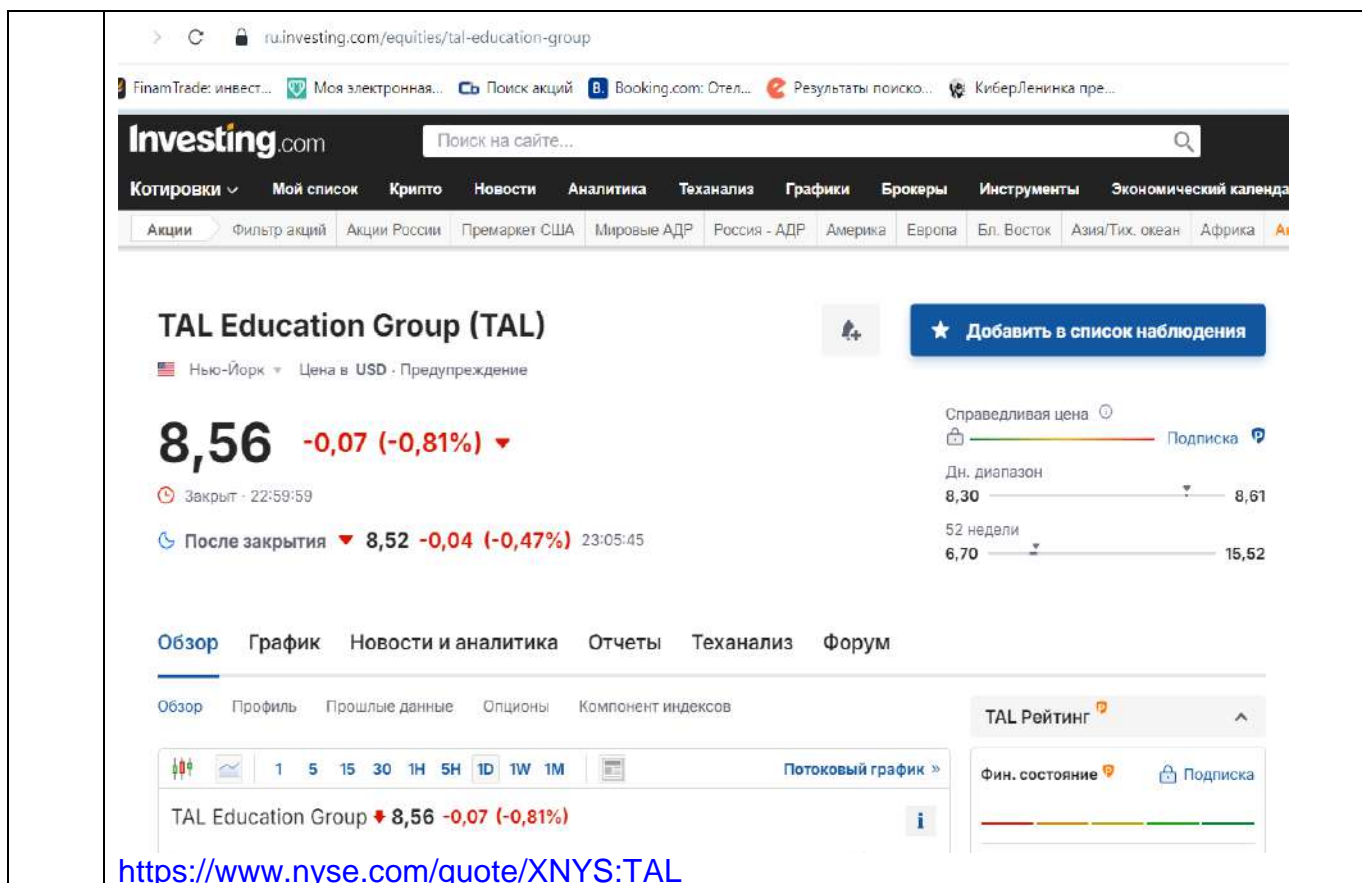 ru.investing.com/equities/tal-education-group
FinamTrade: инвест... Моя электронная... Сь Поиск акций B. Booking.com: Отел... Результаты поиско... КиберЛенинка пре...
Investing.com Поиск на сайте...
Котировки Мой список Крипто Новости Аналитика Теханализ Графики Брокеры Инструменты Экономический календа
Акции Фильтр акций Акции России Премаркет США Мировые АДР Россия - АДР Америка Европа Бл. Восток Азия/Тих. океан Африка
TAL Education Group (TAL) Добавить в список наблюдения
Нью-Йорк Цена в USD · Предупреждение
Справедливая цена
Подписка
8,56 -0,07 (-0,81%)
Дн. диапазон
8,30 8,61
Закрыт · 22:59:59
52 недели
6,70 15,52
После закрытия 8,52 -0,04 (-0,47%) 23:05:45
Обзор График Новости и аналитика Отчеты Теханализ Форум
Обзор Профиль Прошлые данные Опционы Компонент индексов
TAL Рейтинг
1 5 15 30 1H 5H 1D 1W 1M Потоковый график »
Фин. состояние Подписка
TAL Education Group 8,56 -0,07 (-0,81%)
https://www.nyse.com/quote/XNYS:TAL